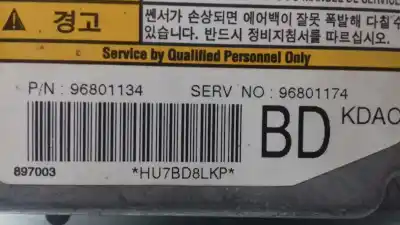 경고
센서가 손상되면 에어백이 잘못 폭발해 다칠 수
있습니다. 반드시 정비지침서를 따르십시오.
Service by Qualified Personnel Only
P/N : 96801134 SERV NO : 96801174
BD KDAC
*HU7BD8LKP*
897003